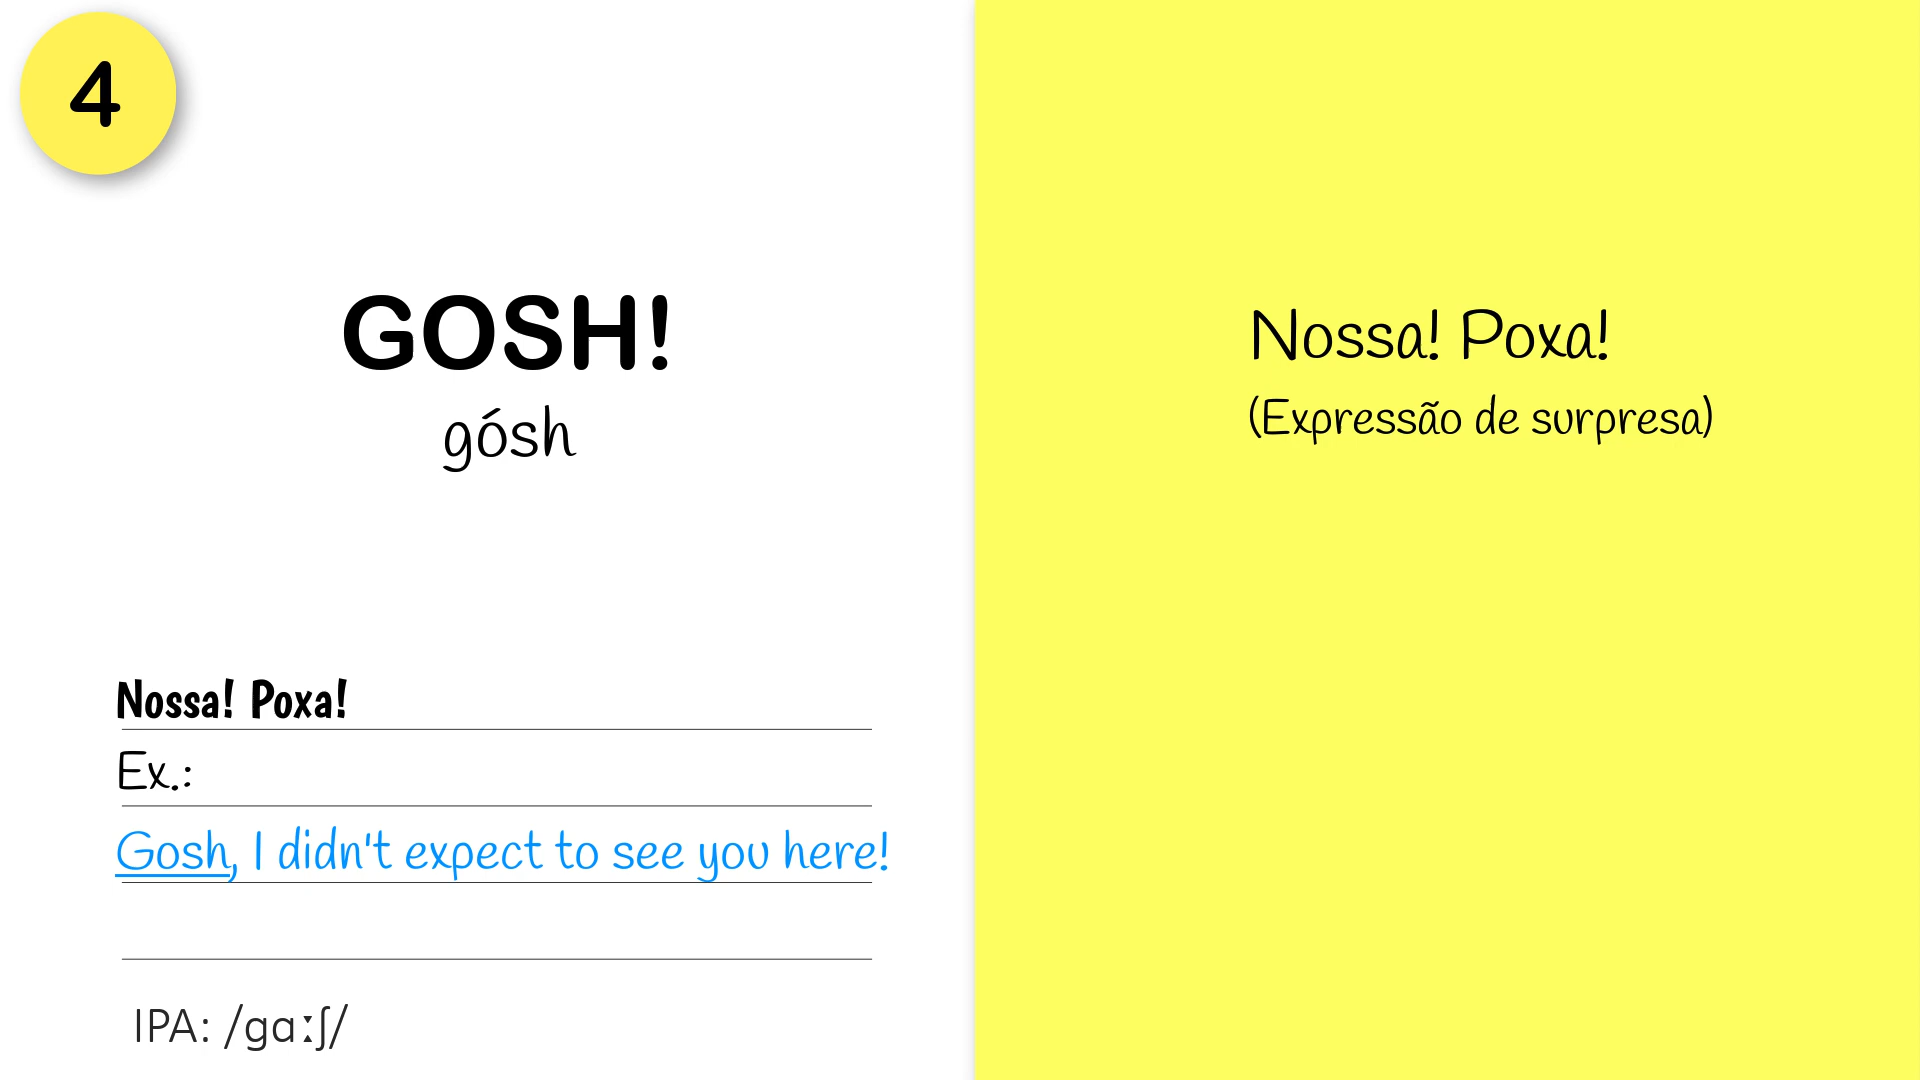 4
GOSH!
gósh
Nossa! Poxa!
Ex.:
Gosh, I didn't expect to see you here!
IPA: /gɑːʃ/
Nossa! Poxa!
(Expressão de surpresa)